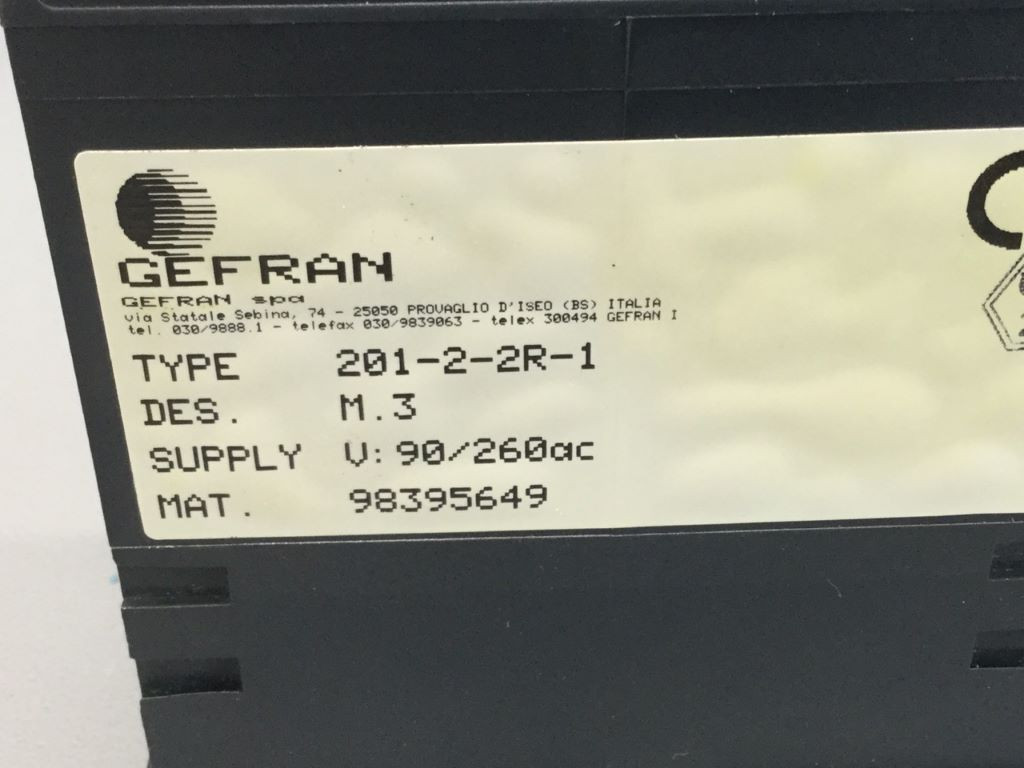 GEFRAN
GEFRAN spa
via Statale Sebina, 74 - 25050 PROVAGLIO D'ISEO (BS) ITALIA
tel. 030/9888.1 - telefax 030/9839063 - telex 300494 GEFRAN I
TYPE 201-2-2R-1
DES. M.3
SUPPLY V: 90/260ac
MAT. 98395649